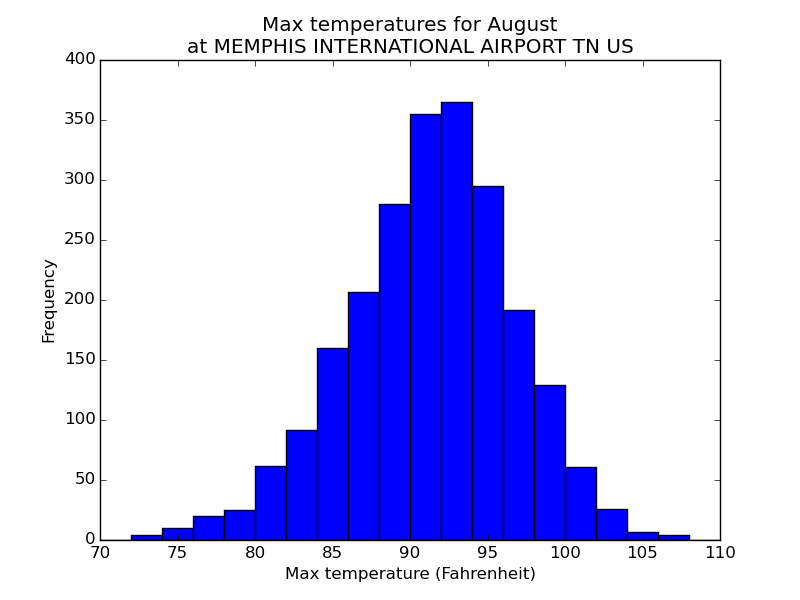 Max temperatures for August
at MEMPHIS INTERNATIONAL AIRPORT TN US
400
350
300
250
200
150
100
50
0
Frequency
70 75 80 85 90 95 100 105 110
Max temperature (Fahrenheit)